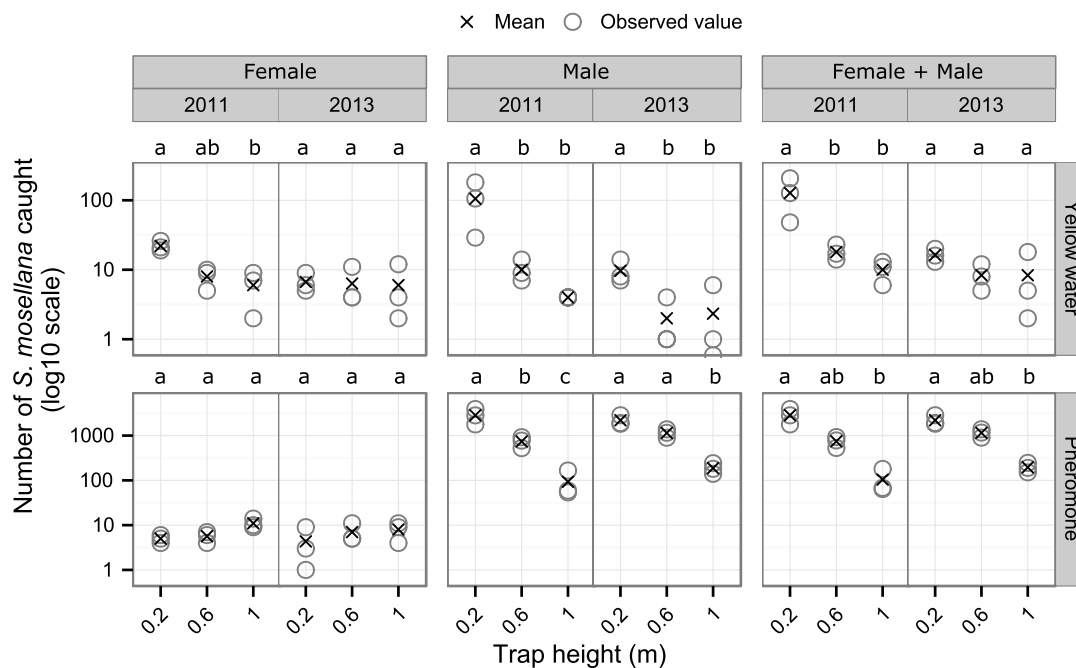 × Mean ○ Observed value
Female Male Female + Male
2011 2013 2011 2013 2011 2013
a ab b a a a a b b a b b a b b a a a
100
10
1
Yellow water
a a a a a a a b c a a b a ab b a ab b
1000
100
10
1
Pheromone
Number of S. mosellana caught
(log10 scale)
0.2 0.6 1 0.2 0.6 1 0.2 0.6 1 0.2 0.6 1 0.2 0.6 1 0.2 0.6 1
Trap height (m)